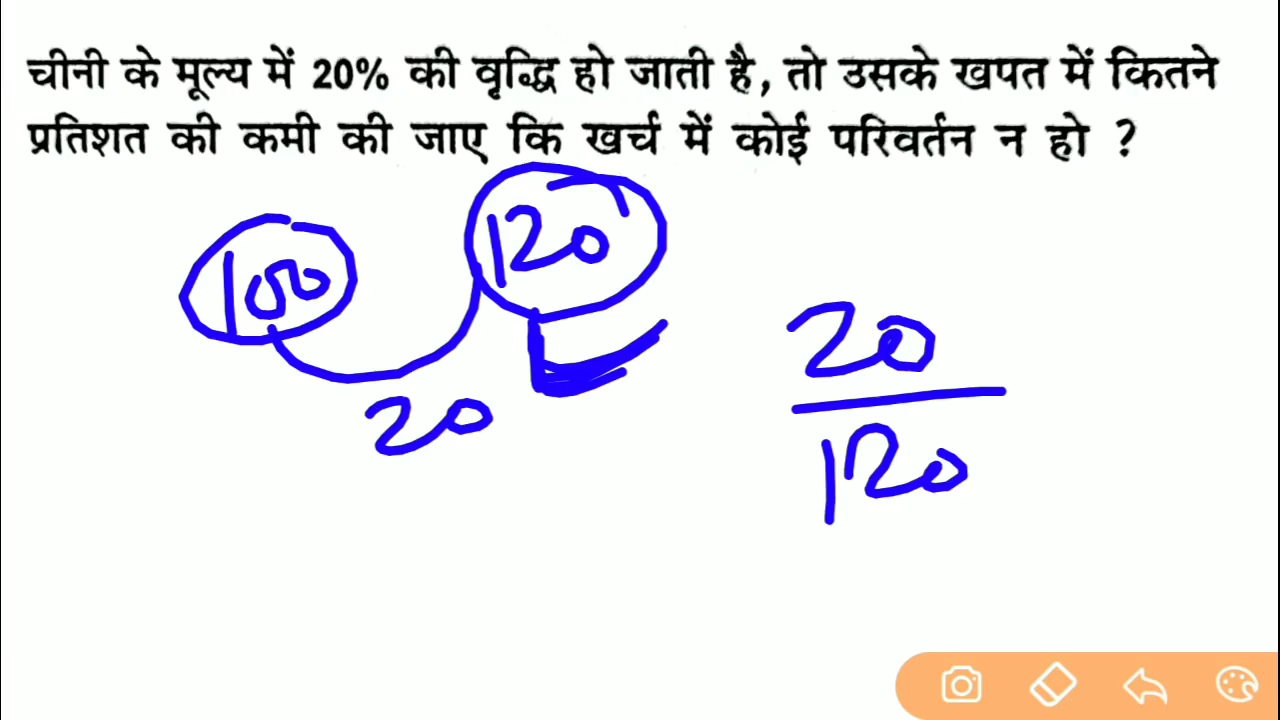 चीनी के मूल्य में 20% की वृद्धि हो जाती है, तो उसके खपत में कितने
प्रतिशत की कमी की जाए कि खर्च में कोई परिवर्तन न हो ?
100
120
20
20
120